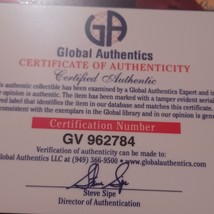 GA
Global Authentics
CERTIFICATE OF AUTHENTICITY
Certified Authentic
authentic collectible has been examined by a Global Authentics Expert and is
opinion is authentic. The item has been marked with a tamper evident serial
red label that identifies the item in our database and matches this certificate.
consistent with the exemplars in the Global library and in our opinion is genu
Certification Number
GV 962784
Verification of authenticity can be made to:
Global Authentics LLC at (949) 366-9500 • www.globalauthentics.com
Steve Sipe
Director of Authentication